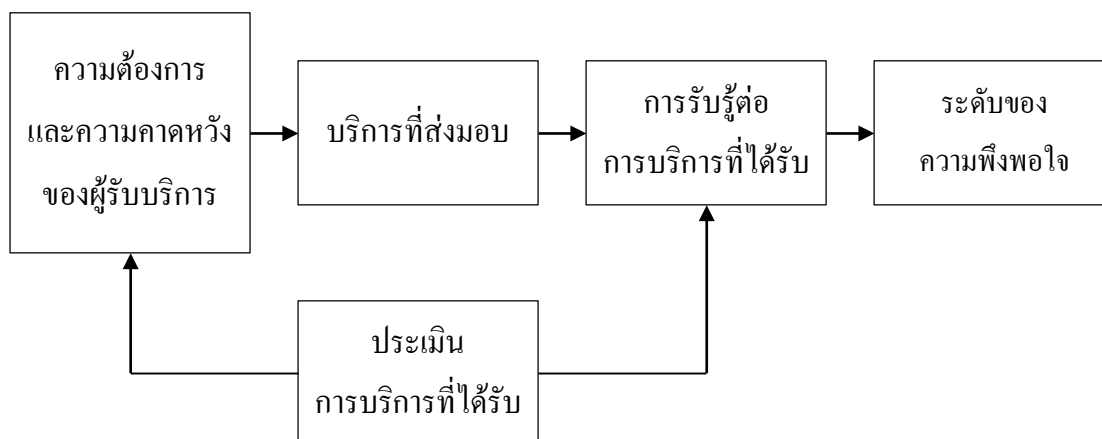 ความต้องการ
และความคาดหวัง
ของผู้รับบริการ
บริการที่ส่งมอบ
การรับรู้ต่อ
การบริการที่ได้รับ
ระดับของ
ความพึงพอใจ
ประเมิน
การบริการที่ได้รับ